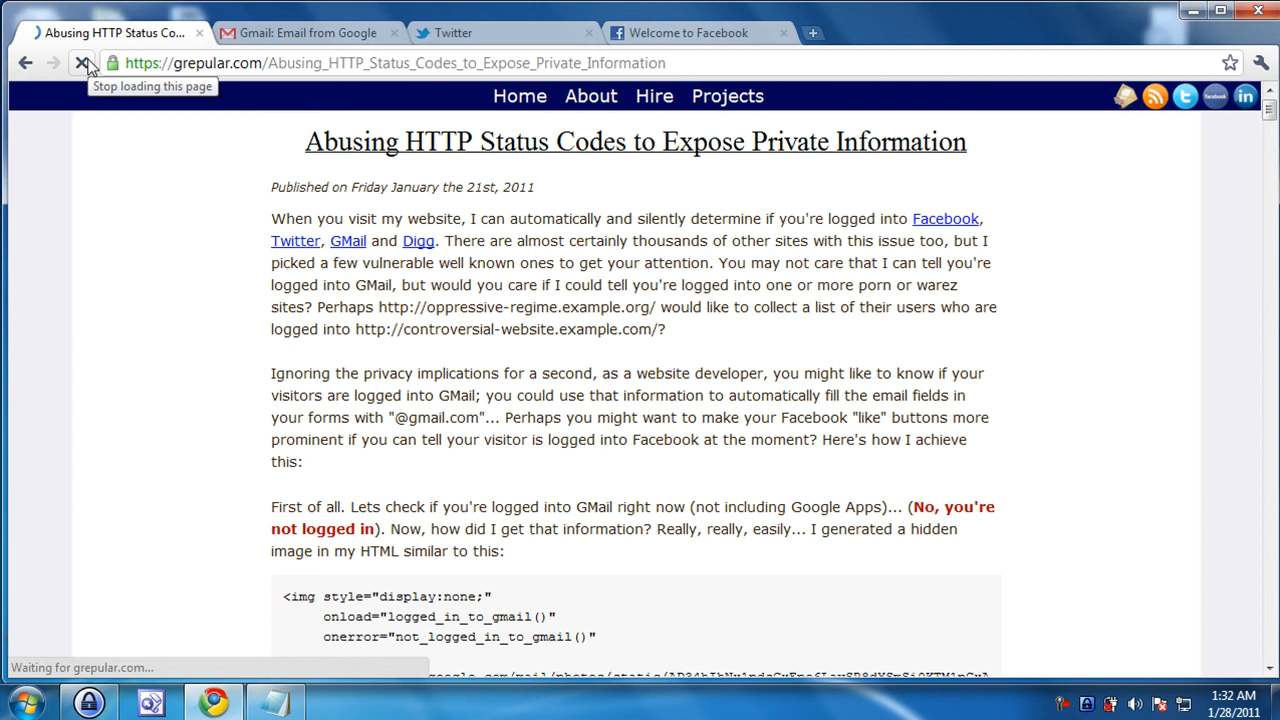 Abusing HTTP Status Co...
Gmail: Email from Google
Twitter
Welcome to Facebook
https://grepular.com/Abusing_HTTP_Status_Codes_to_Expose_Private_Information
Stop loading this page
Home About Hire Projects
Abusing HTTP Status Codes to Expose Private Information
Published on Friday January the 21st, 2011
When you visit my website, I can automatically and silently determine if you're logged into Facebook,
Twitter, GMail and Digg. There are almost certainly thousands of other sites with this issue too, but I
picked a few vulnerable well known ones to get your attention. You may not care that I can tell you're
logged into GMail, but would you care if I could tell you're logged into one or more porn or warez
sites? Perhaps http://oppressive-regime.example.org/ would like to collect a list of their users who are
logged into http://controversial-website.example.com/?
Ignoring the privacy implications for a second, as a website developer, you might like to know if your
visitors are logged into GMail; you could use that information to automatically fill the email fields in
your forms with "@gmail.com"... Perhaps you might want to make your Facebook "like" buttons more
prominent if you can tell your visitor is logged into Facebook at the moment? Here's how I achieve
this:
First of all. Lets check if you're logged into GMail right now (not including Google Apps)... (No, you're
not logged in). Now, how did I get that information? Really, really, easily... I generated a hidden
image in my HTML similar to this:
<img style="display:none;"
onload="logged_in_to_gmail()"
onerror="not_logged_in_to_gmail()"
Waiting for grepular.com...
1:32 AM
1/28/2011